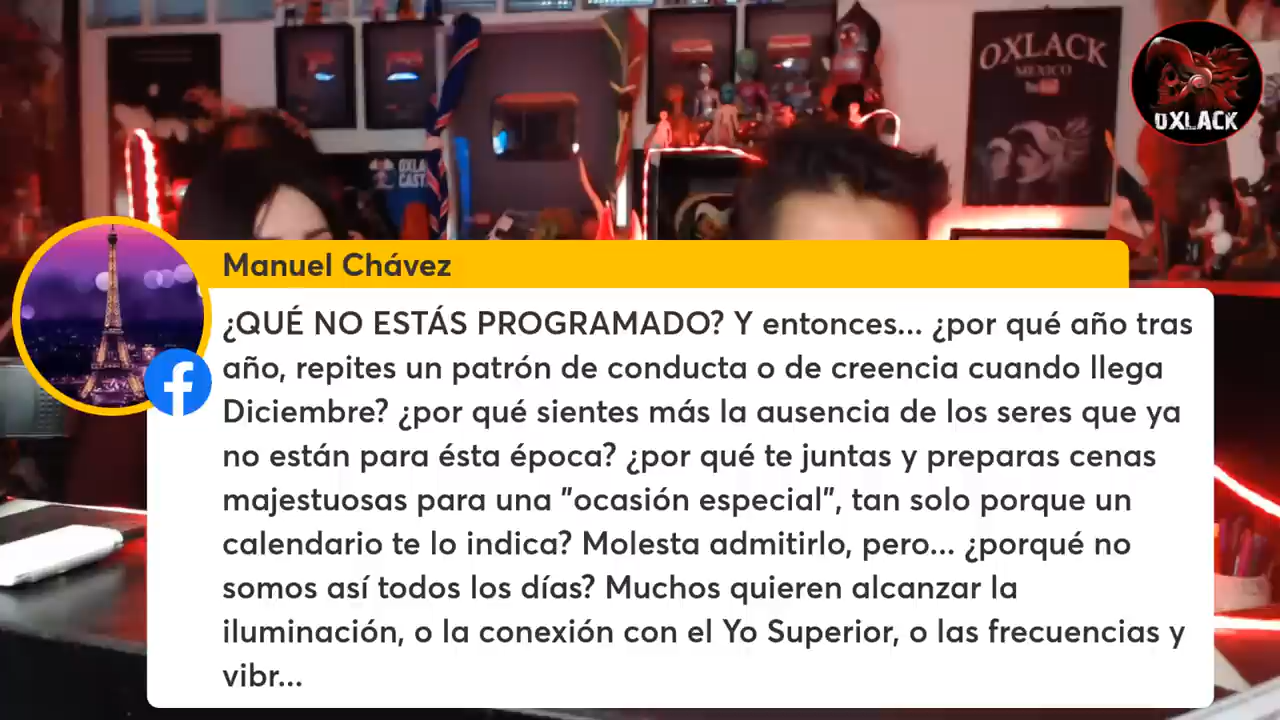 OXLACK
MEXICO
OXLACK
Manuel Chávez
¿QUÉ NO ESTÁS PROGRAMADO? Y entonces... ¿por qué año tras
año, repites un patrón de conducta o de creencia cuando llega
Diciembre? ¿por qué sientes más la ausencia de los seres que ya
no están para ésta época? ¿por qué te juntas y preparas cenas
majestuosas para una "ocasión especial", tan solo porque un
calendario te lo indica? Molesta admitirlo, pero... ¿porqué no
somos así todos los días? Muchos quieren alcanzar la
iluminación, o la conexión con el Yo Superior, o las frecuencias y
vibr...